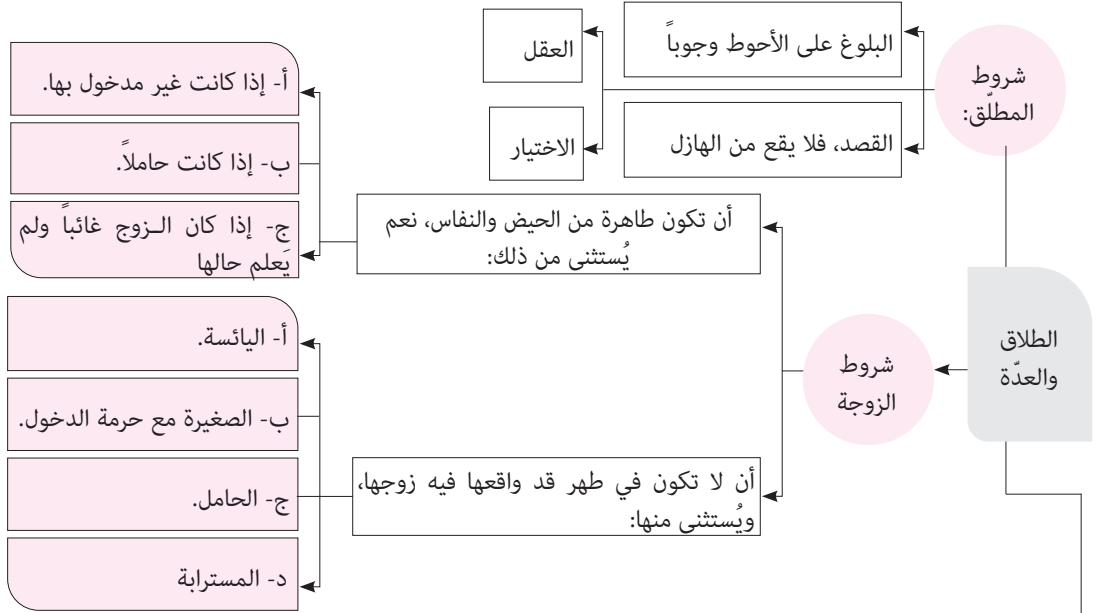 شروط
المطلّق:
البلوغ على الأحوط وجوباً
العقل
القصد، فلا يقع من الهازل
الاختيار
الطلاق
والعدّة
شروط
الزوجة
أن تكون طاهرة من الحيض والنفاس، نعم
يُستثنى من ذلك:
أ- إذا كانت غير مدخول بها.
ب- إذا كانت حاملاً.
ج- إذا كان الـزوج غائباً ولم
يَعلم حالها
أن لا تكون في طهر قد واقعها فيه زوجها،
ويُستثنى منها:
أ- اليائسة.
ب- الصغيرة مع حرمة الدخول.
ج- الحامل.
د- المسترابة